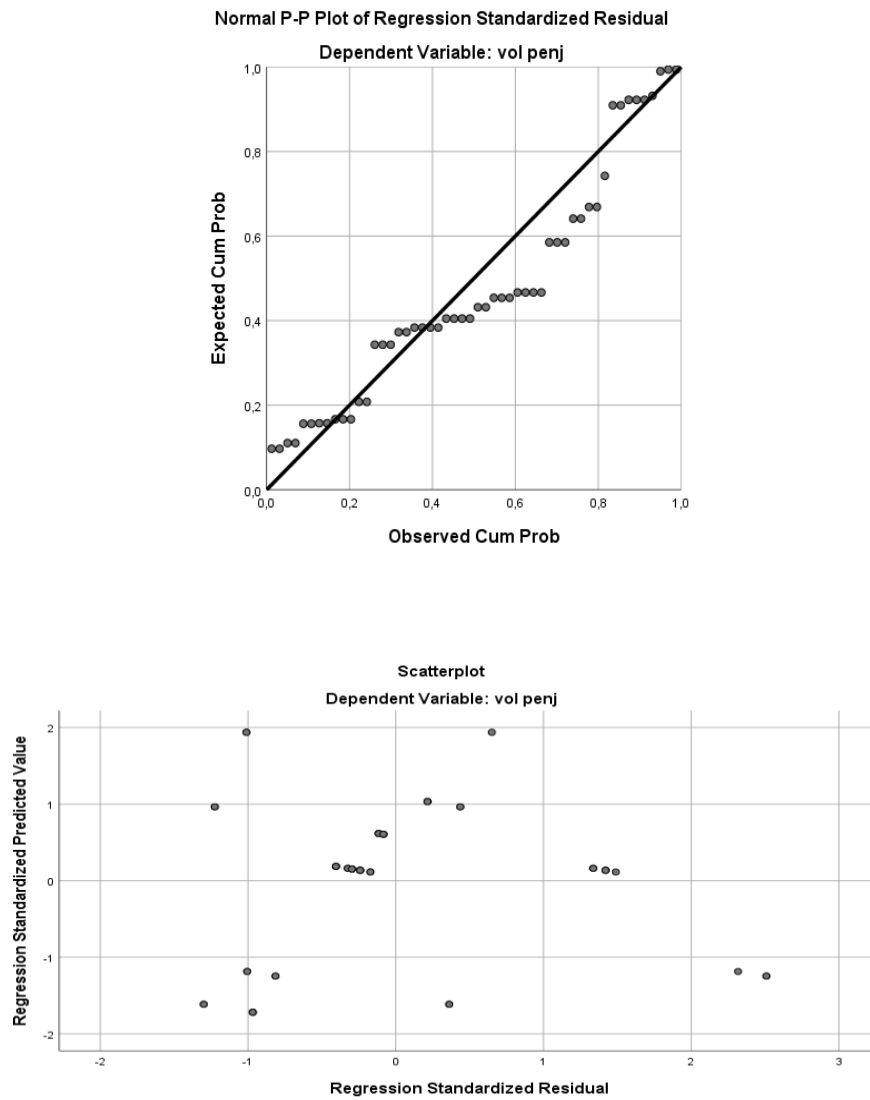 Normal P-P Plot of Regression Standardized Residual
Dependent Variable: vol penj
1,0
0,8
0,6
0,4
0,2
0,0
Expected Cum Prob
0,0 0,2 0,4 0,6 0,8 1,0
Observed Cum Prob
Scatterplot
Dependent Variable: vol penj
2
1
0
-1
-2
Regression Standardized Predicted Value
-2 -1 0 1 2 3
Regression Standardized Residual